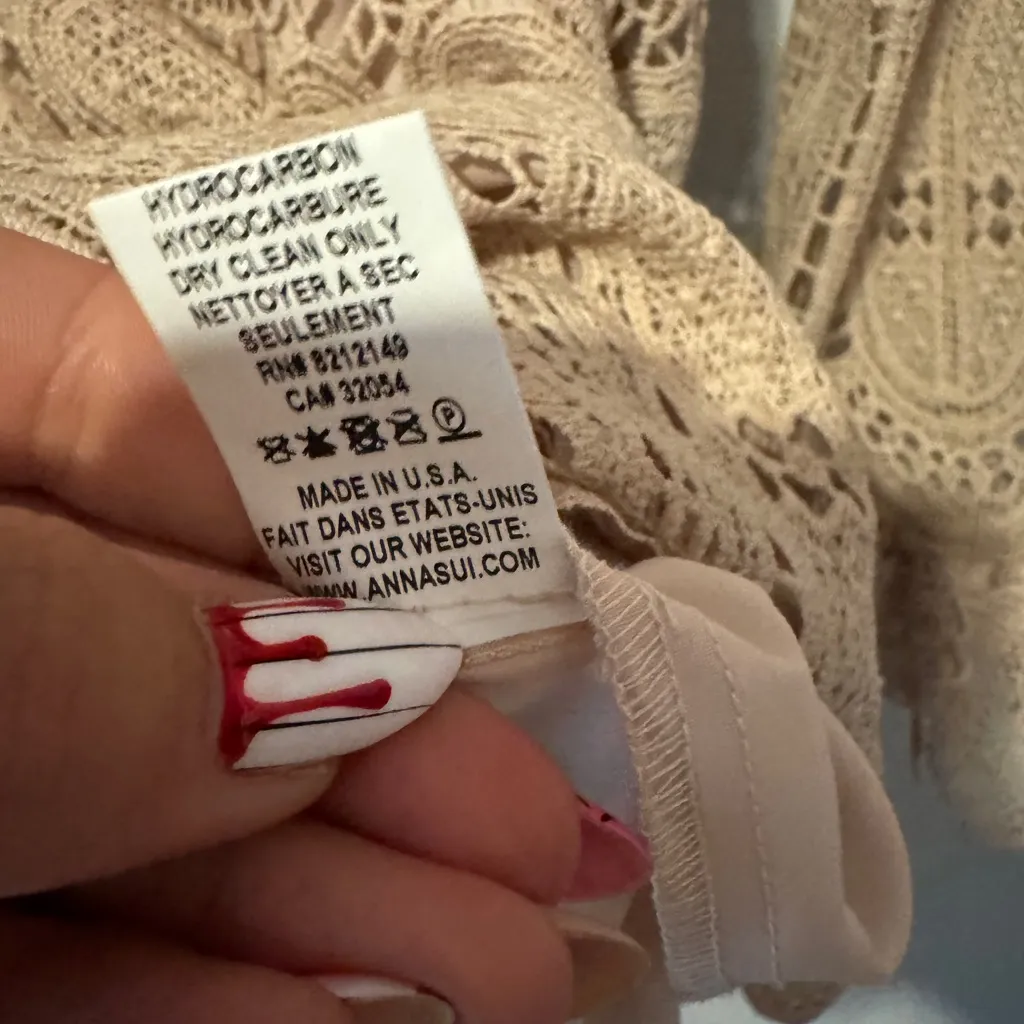 HYDROCARBON
HYDROCARBURE
DRY CLEAN ONLY
NETTOYER A SEC
SEULEMENT
RN# 8212149
CA# 32054
P
MADE IN U.S.A.
FAIT DANS ETATS-UNIS
VISIT OUR WEBSITE:
WWW.ANNASUI.COM